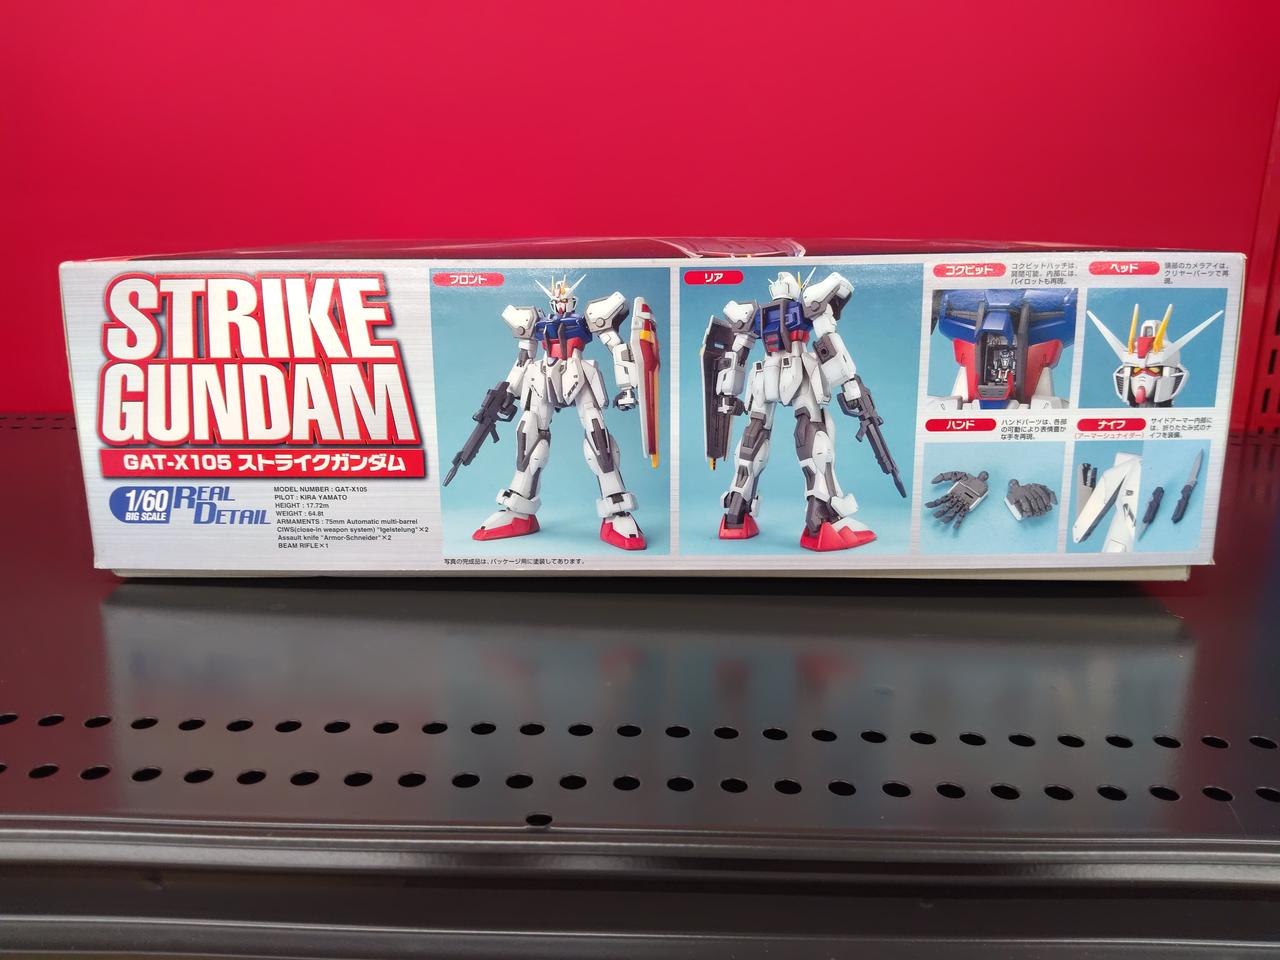 STRIKE
GUNDAM
GAT-X105 ストライクガンダム
1/60
BIG SCALE
REAL
DETAIL
MODEL NUMBER : GAT-X105
PILOT : KIRA YAMATO
HEIGHT : 17.72m
WEIGHT : 64.8t
ARMAMENTS : 75mm Automatic multi-barrel
CIWS(close-in weapon system) "Igelstelung"×2
Assault knife "Armor-Schneider"×2
BEAM RIFLE×1
フロント
写真の完成品は、パッケージ用に塗装してあります。
リア
コクピット
コクピットハッチは、
開閉可能。内部には、
パイロットも再現。
ヘッド
頭部のカメラアイは、
クリヤーパーツで再
現。
ハンド
ハンドパーツは、各部
の可動により表情豊か
な手を再現。
ナイフ
(アーマーシュナイダー)
サイドアーマー内部に
は、折りたたみ式のナ
イフを装備。